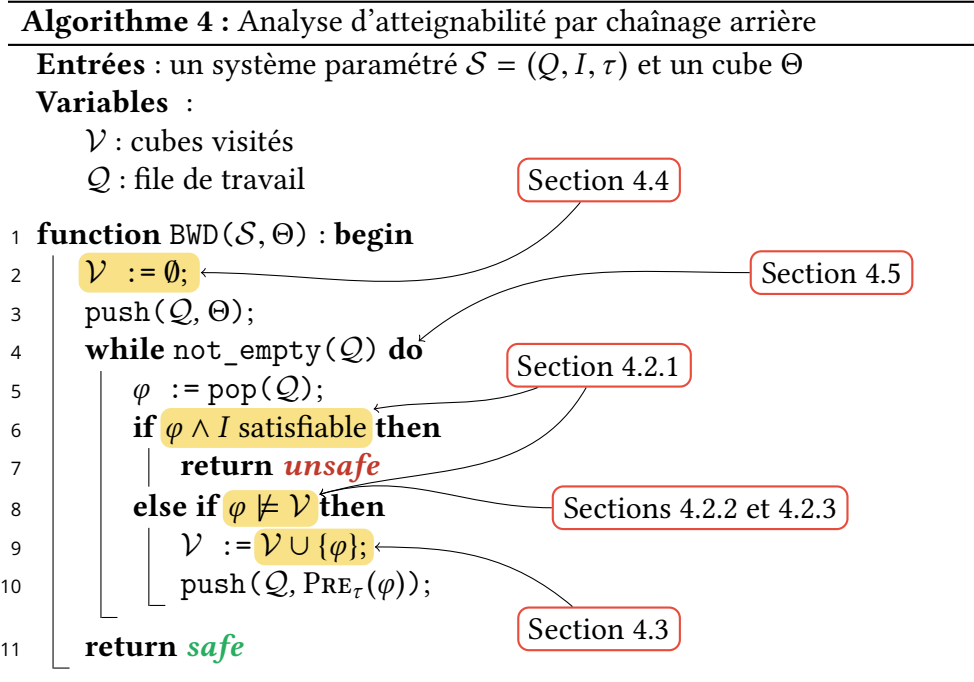 Algorithme 4 : Analyse d'atteignabilité par chaînage arrière
Entrées : un système paramétré 𝒮 = (Q, I, τ) et un cube Θ
Variables :
𝒱 : cubes visités
𝒬 : file de travail
Section 4.4
1 function BWD(𝒮, Θ) : begin
2 𝒱 := ∅;
Section 4.5
3 push(𝒬, Θ);
4 while not_empty(𝒬) do
Section 4.2.1
5 φ := pop(𝒬);
6 if φ ∧ I satisfiable then
7 return unsafe
8 else if φ ⊭ 𝒱 then
Sections 4.2.2 et 4.2.3
9 𝒱 := 𝒱 ∪ {φ};
10 push(𝒬, PREτ(φ));
Section 4.3
11 return safe